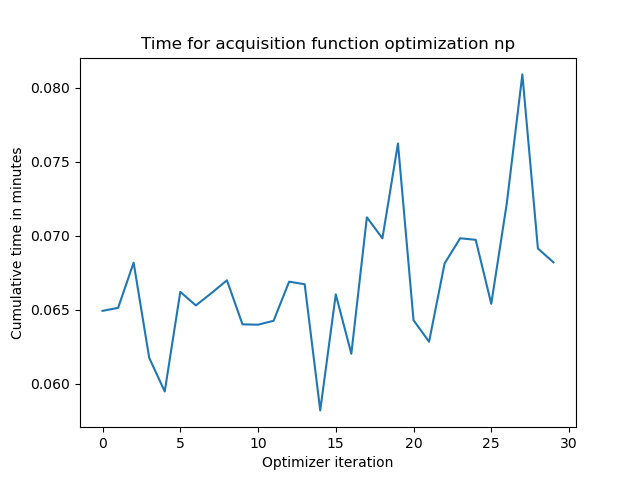 Time for acquisition function optimization np
Cumulative time in minutes
0.080
0.075
0.070
0.065
0.060
0 5 10 15 20 25 30
Optimizer iteration